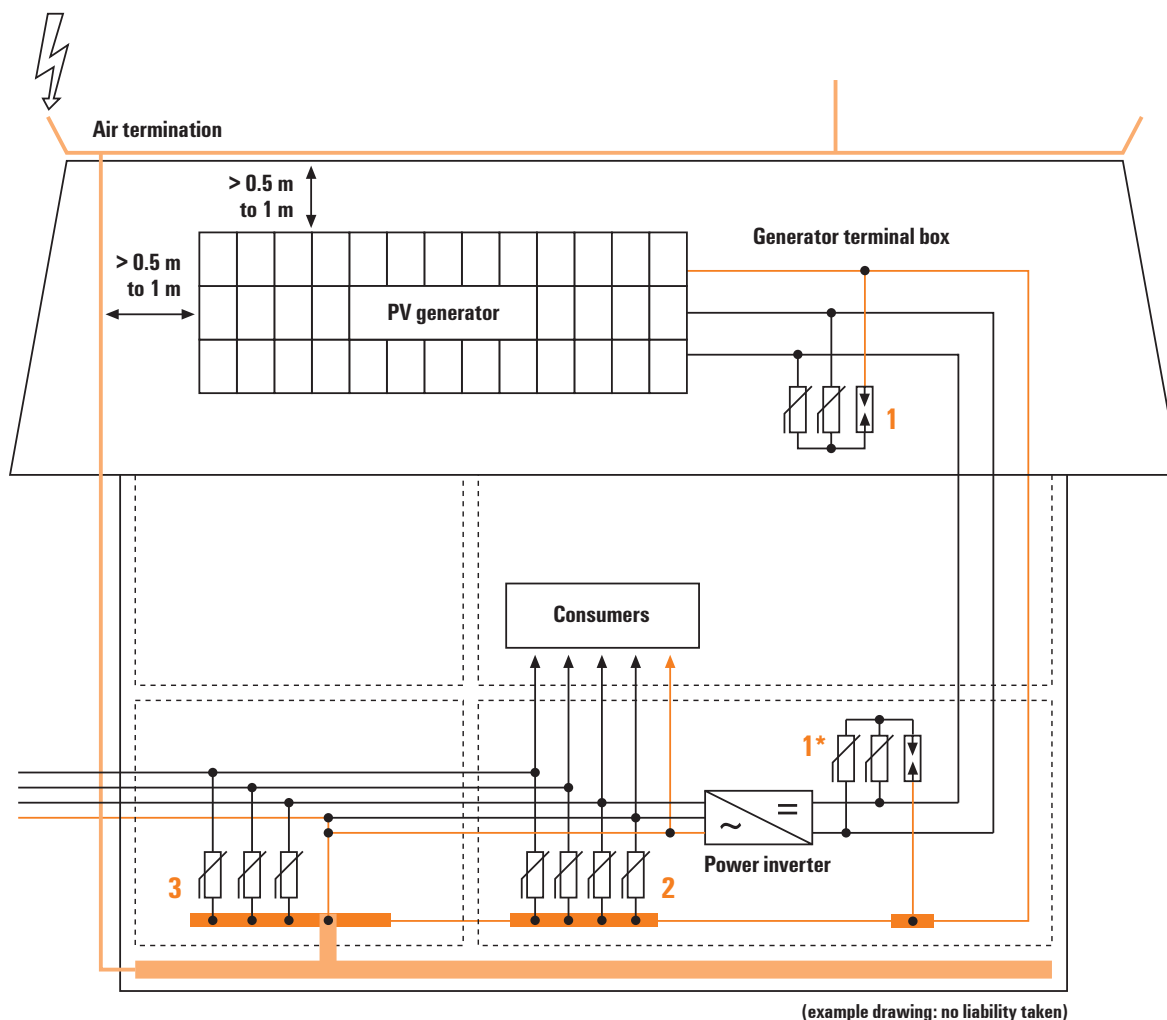 Air termination
> 0.5 m
to 1 m
> 0.5 m
to 1 m
Generator terminal box
PV generator
1
Consumers
1*
3
2
Power inverter
(example drawing: no liability taken)